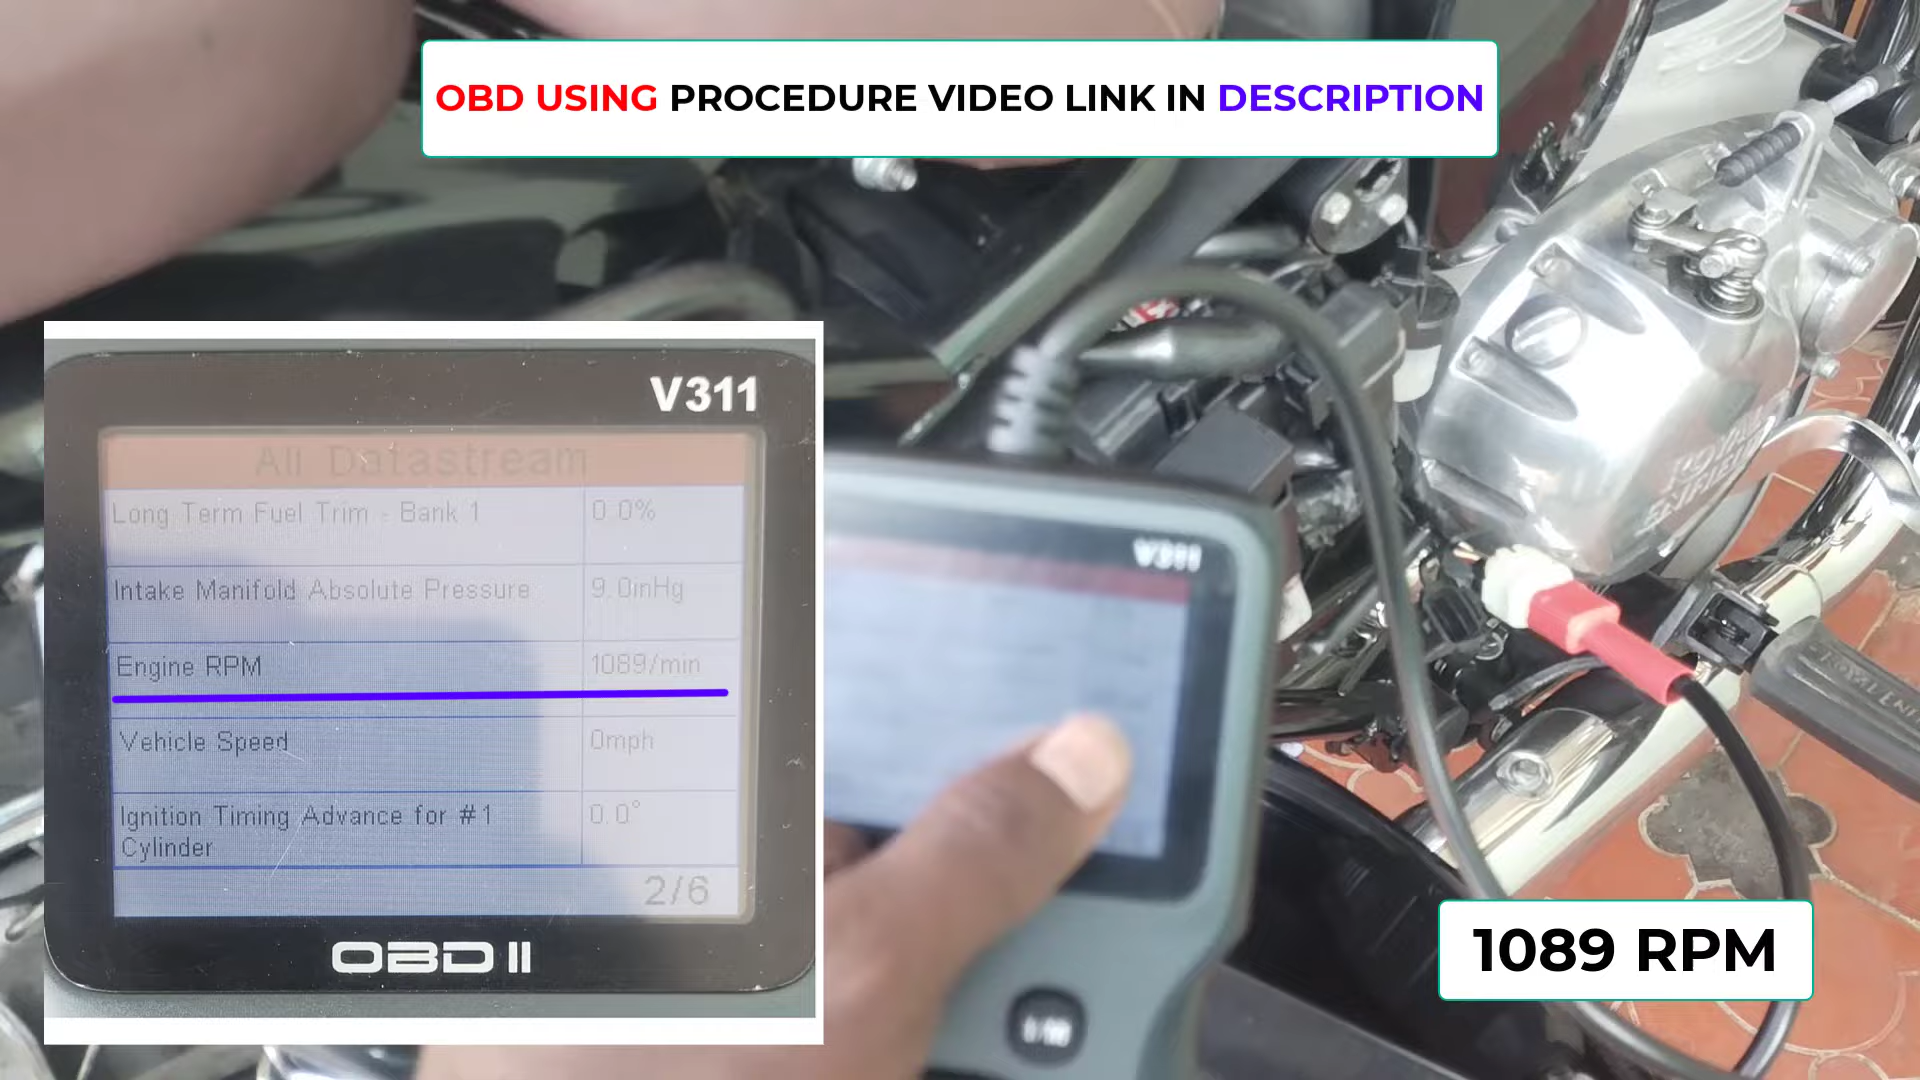 OBD USING PROCEDURE VIDEO LINK IN DESCRIPTION
V311
All Datastream
Long Term Fuel Trim - Bank 1 0.0%
Intake Manifold Absolute Pressure 9.0inHg
Engine RPM 1089/min
Vehicle Speed 0mph
Ignition Timing Advance for #1 0.0°
Cylinder
2/6
OBD II
V311
I/M
ROYAL
ENFIELD
1089 RPM